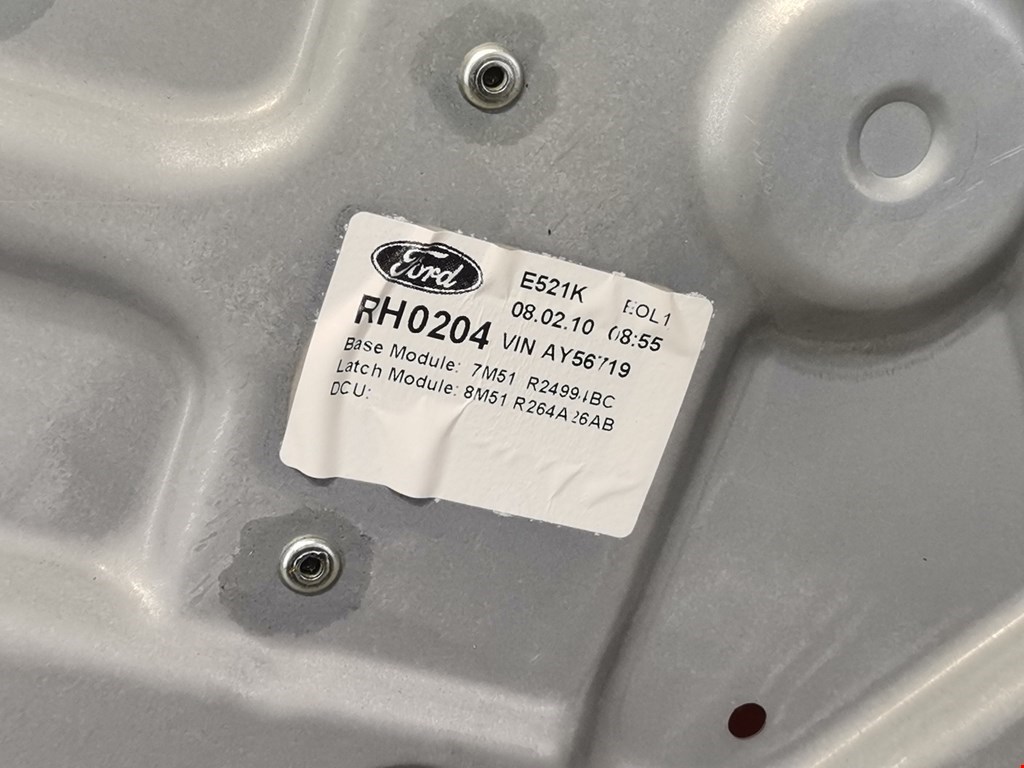 Ford
E521K EOL1
08.02.10 08:55
RH0204 VIN AY56719
Base Module: 7M51 R24994BC
Latch Module: 8M51 R264A26AB
DCU: